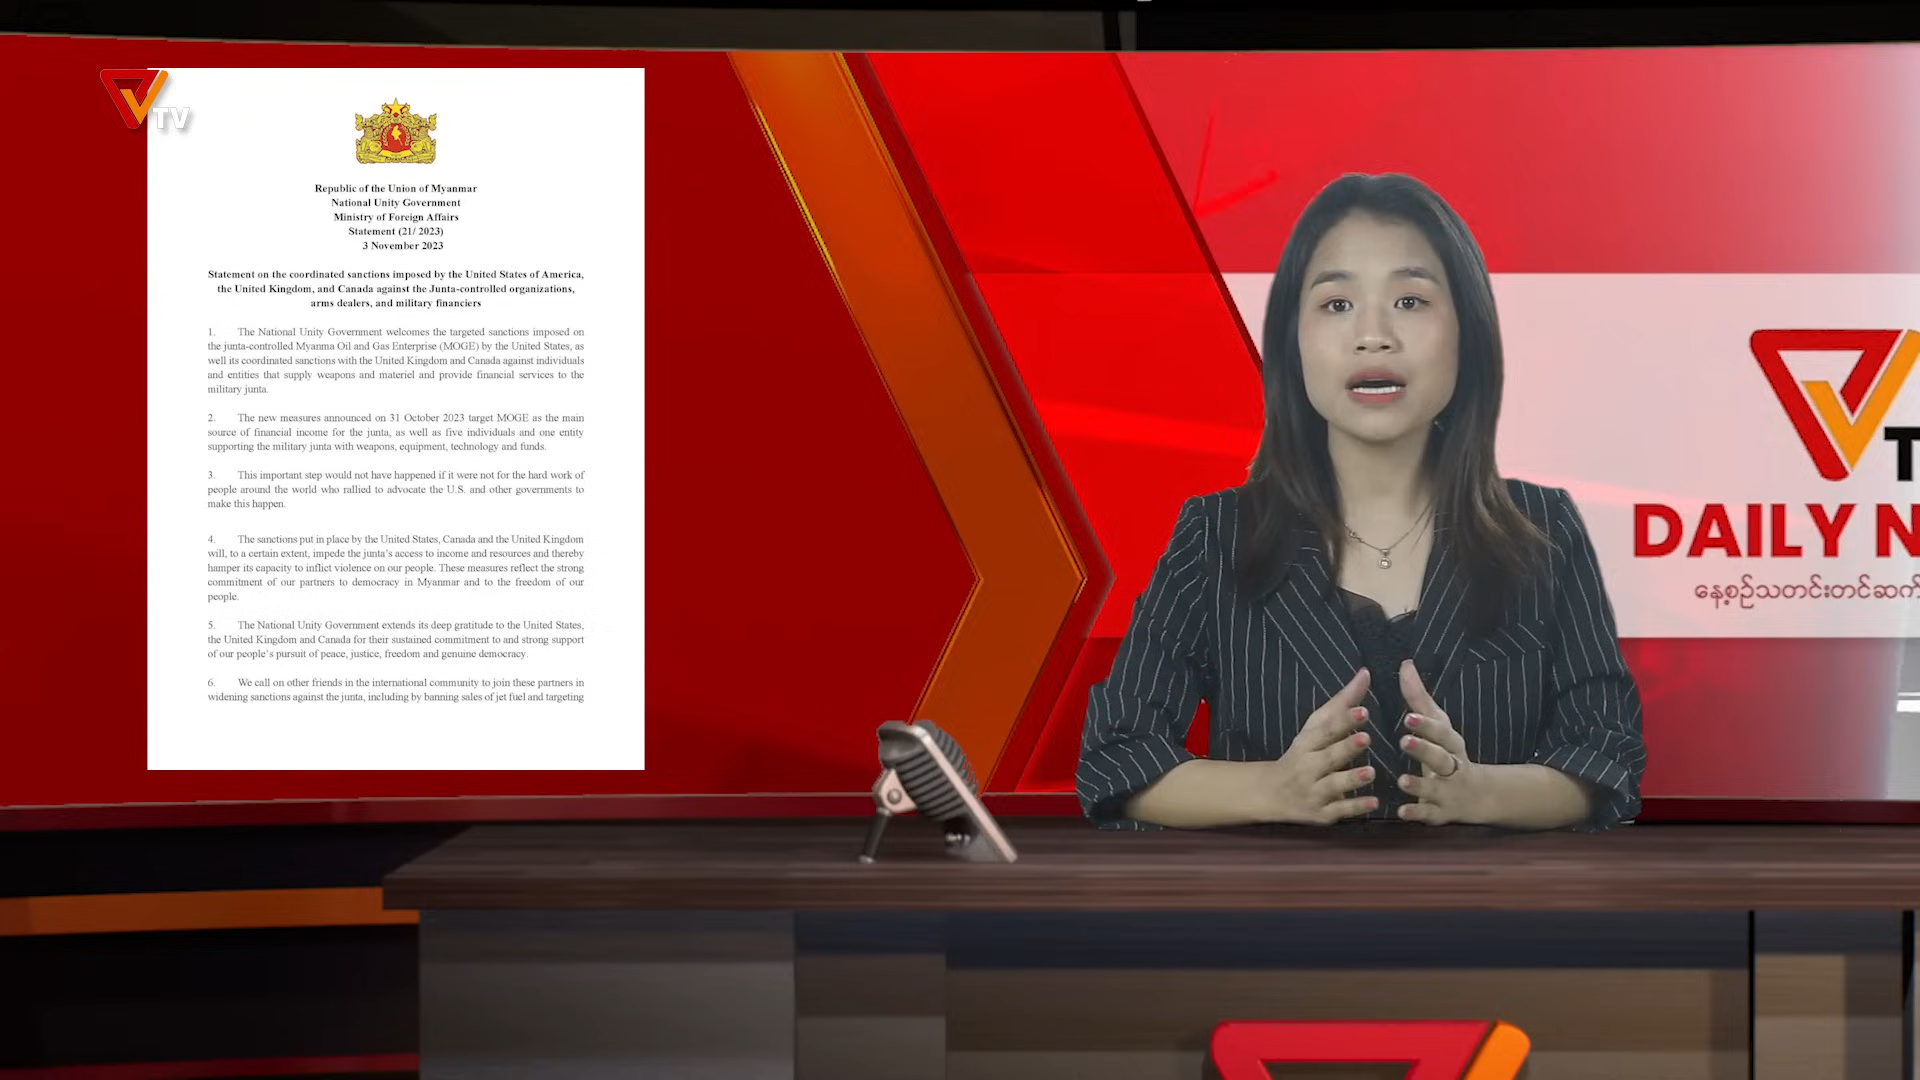 TV
Republic of the Union of Myanmar
National Unity Government
Ministry of Foreign Affairs
Statement (21/ 2023)
3 November 2023
Statement on the coordinated sanctions imposed by the United States of America,
the United Kingdom, and Canada against the Junta-controlled organizations,
arms dealers, and military financiers
1. The National Unity Government welcomes the targeted sanctions imposed on
the junta-controlled Myanma Oil and Gas Enterprise (MOGE) by the United States, as
well its coordinated sanctions with the United Kingdom and Canada against individuals
and entities that supply weapons and materiel and provide financial services to the
military junta.
2. The new measures announced on 31 October 2023 target MOGE as the main
source of financial income for the junta, as well as five individuals and one entity
supporting the military junta with weapons, equipment, technology and funds.
3. This important step would not have happened if it were not for the hard work of
people around the world who rallied to advocate the U.S. and other governments to
make this happen.
4. The sanctions put in place by the United States, Canada and the United Kingdom
will, to a certain extent, impede the junta's access to income and resources and thereby
hamper its capacity to inflict violence on our people. These measures reflect the strong
commitment of our partners to democracy in Myanmar and to the freedom of our
people.
5. The National Unity Government extends its deep gratitude to the United States,
the United Kingdom and Canada for their sustained commitment to and strong support
of our people's pursuit of peace, justice, freedom and genuine democracy.
6. We call on other friends in the international community to join these partners in
widening sanctions against the junta, including by banning sales of jet fuel and targeting
T
DAILY N
နေ့စဉ်သတင်းတင်ဆက်